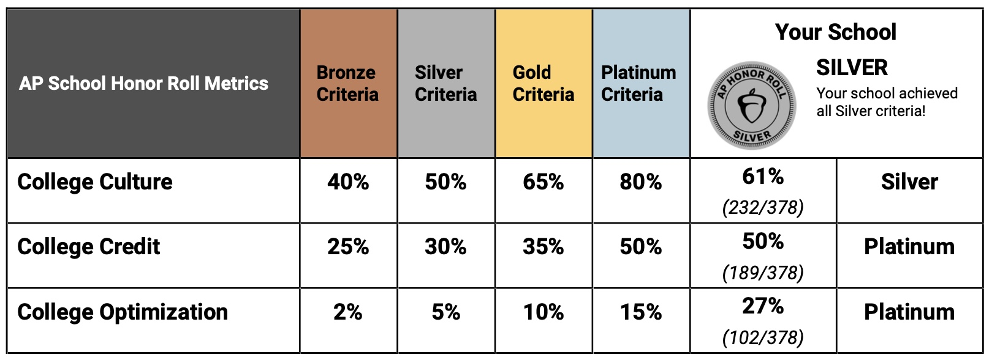 AP School Honor Roll Metrics
Bronze
Criteria
Silver
Criteria
Gold
Criteria
Platinum
Criteria
Your School
AP HONOR ROLL
SILVER
SILVER
Your school achieved
all Silver criteria!
College Culture
40%
50%
65%
80%
61%
(232/378)
Silver
College Credit
25%
30%
35%
50%
50%
(189/378)
Platinum
College Optimization
2%
5%
10%
15%
27%
(102/378)
Platinum